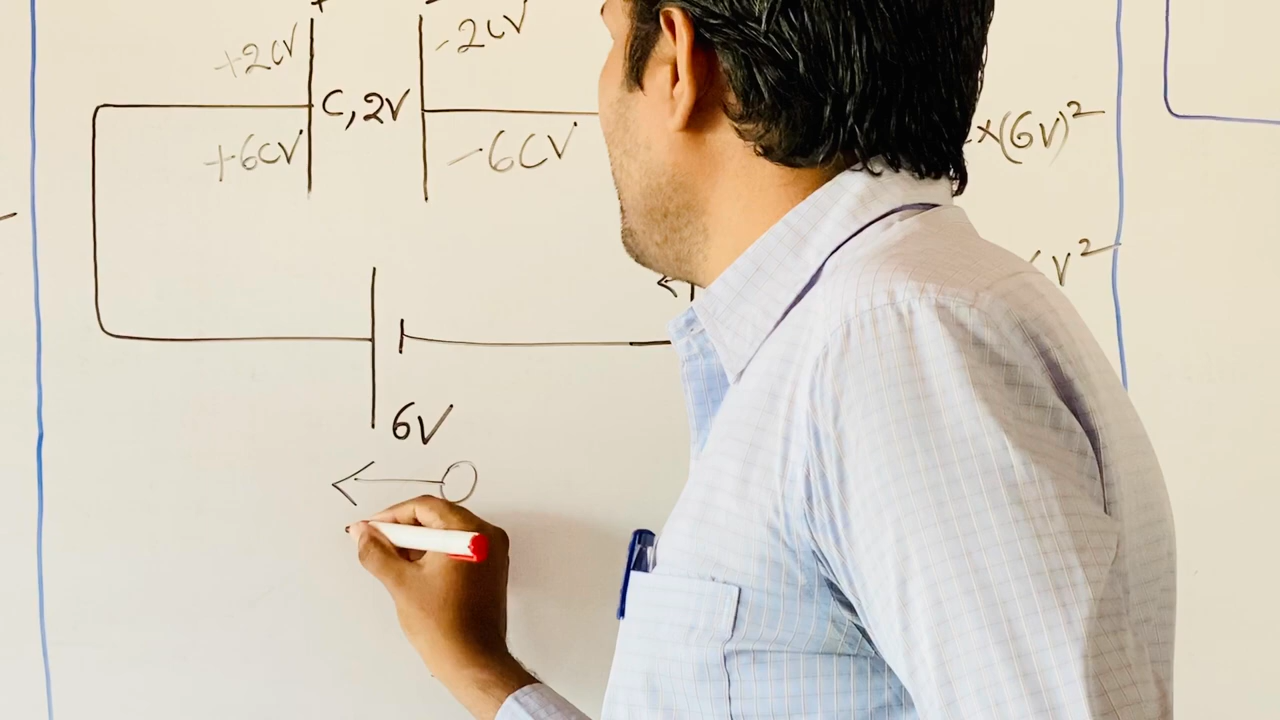 +2CV
-2CV
C, 2V
+6CV
-6CV
×(6V)²
V²
6V